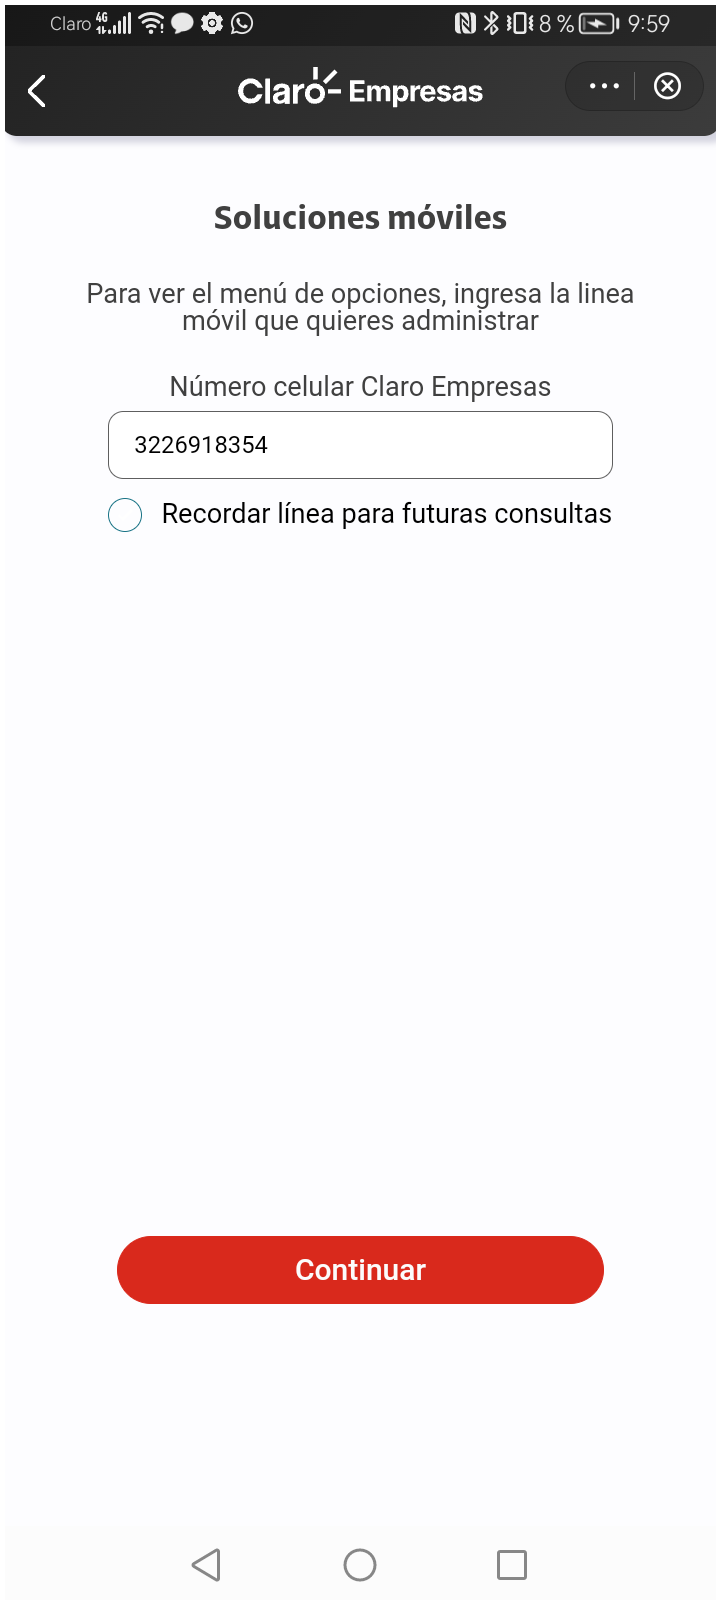 Claro 4G 8 % 9:59
Claro Empresas
Soluciones móviles
Para ver el menú de opciones, ingresa la linea
móvil que quieres administrar
Número celular Claro Empresas
3226918354
Recordar línea para futuras consultas
Continuar